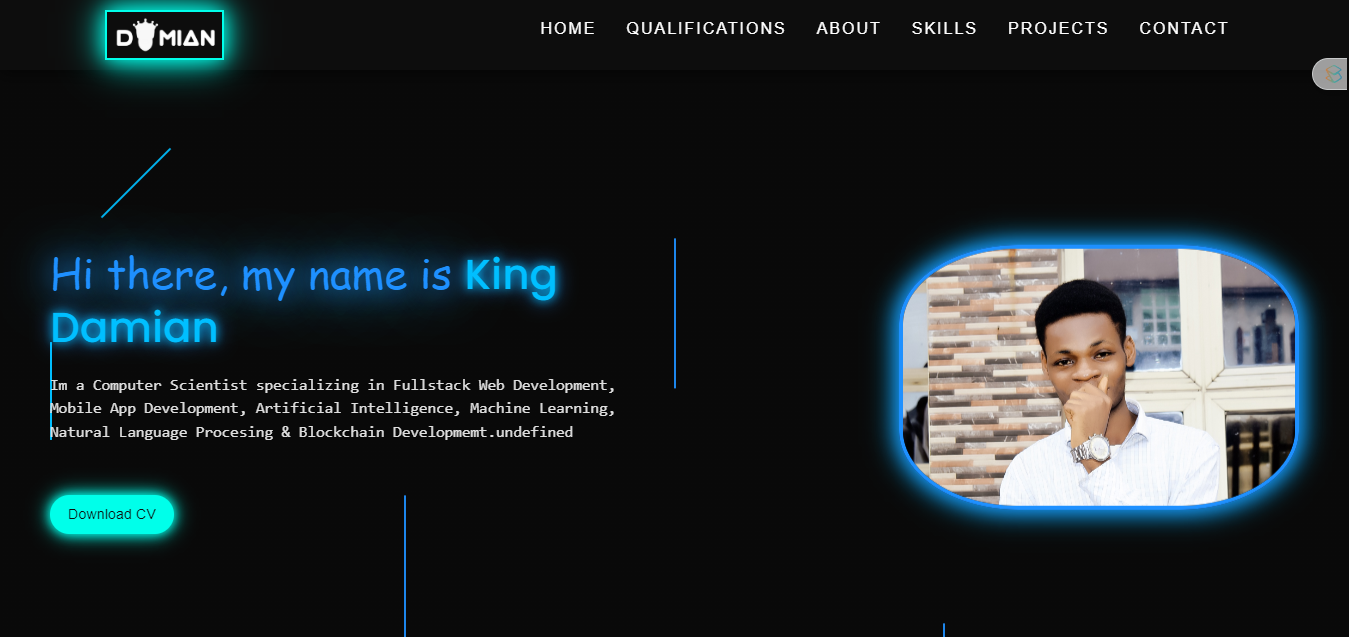 DAMIAN
HOME QUALIFICATIONS ABOUT SKILLS PROJECTS CONTACT
Hi there, my name is King
Damian
Im a Computer Scientist specializing in Fullstack Web Development,
Mobile App Development, Artificial Intelligence, Machine Learning,
Natural Language Procesing & Blockchain Developmemt.undefined
Download CV